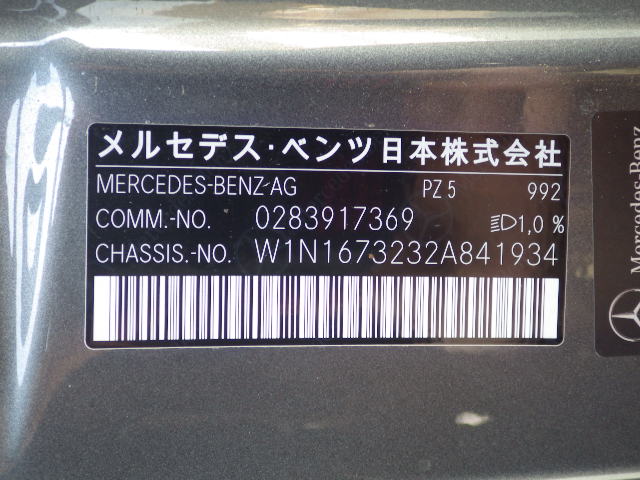 メルセデス・ベンツ日本株式会社
MERCEDES-BENZ AG PZ 5 992
COMM.-NO. 0283917369 1,0 %
CHASSIS.-NO. W1N1673232A841934
Mercedes-Benz